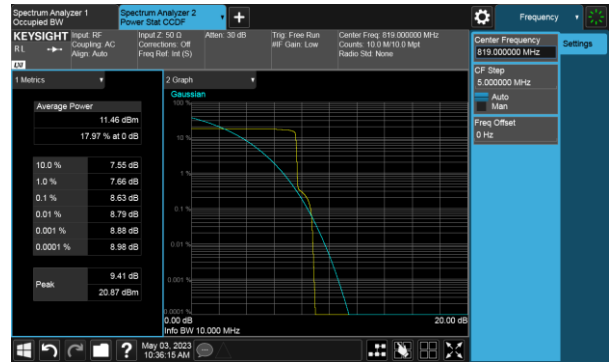 Spectrum Analyzer 1
Occupied BW
Spectrum Analyzer 2
Power Stat CCDF
Frequency
KEYSIGHT
RL
Input: RF
Coupling: AC
Align: Auto
Input Z: 50 Ω
Corrections: Off
Freq Ref: Int (S)
Atten: 30 dB
Trig: Free Run
#IF Gain: Low
Center Freq: 819.000000 MHz
Counts: 10.0 M/10.0 Mpt
Radio Std: None
LXI
Center Frequency
819.000000 MHz
Settings
CF Step
5.000000 MHz
Auto
Man
Freq Offset
0 Hz
1 Metrics
Average Power
11.46 dBm
17.97 % at 0 dB
10.0 % 7.55 dB
1.0 % 7.66 dB
0.1 % 8.63 dB
0.01 % 8.79 dB
0.001 % 8.88 dB
0.0001 % 8.98 dB
Peak
9.41 dB
20.87 dBm
2 Graph
Gaussian
100 %
10 %
1 %
0.1 %
0.01 %
0.001 %
0.0001 %
0.00 dB
20.00 dB
Info BW 10.000 MHz
?
May 03, 2023
10:36:15 AM